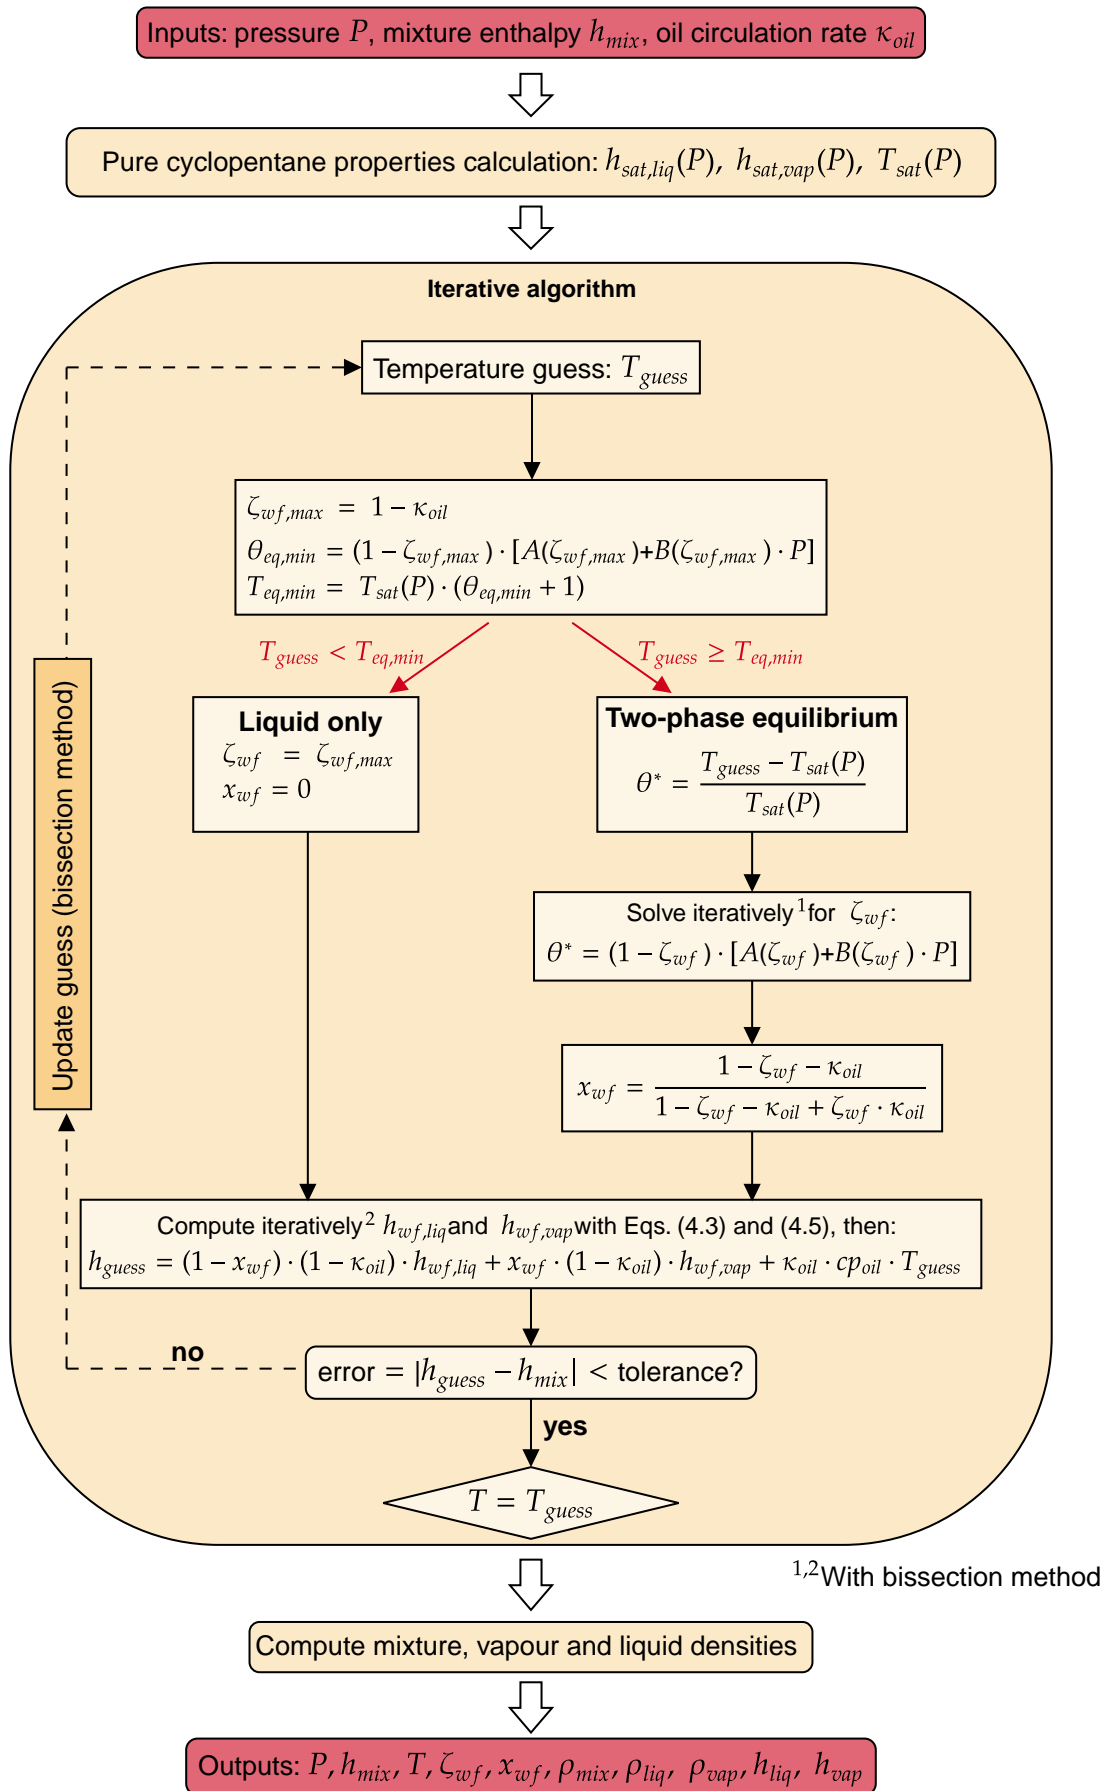 Inputs: pressure P, mixture enthalpy h_mix, oil circulation rate κ_oil
Pure cyclopentane properties calculation: h_sat,liq(P), h_sat,vap(P), T_sat(P)
Iterative algorithm
Temperature guess: T_guess
ζ_wf,max = 1 − κ_oil
θ_eq,min = (1 − ζ_wf,max) · [A(ζ_wf,max)+B(ζ_wf,max) · P]
T_eq,min = T_sat(P) · (θ_eq,min + 1)
T_guess < T_eq,min
T_guess ≥ T_eq,min
Liquid only
ζ_wf = ζ_wf,max
x_wf = 0
Two-phase equilibrium
θ* = (T_guess − T_sat(P)) / T_sat(P)
Solve iteratively¹ for ζ_wf:
θ* = (1 − ζ_wf) · [A(ζ_wf)+B(ζ_wf) · P]
x_wf = (1 − ζ_wf − κ_oil) / (1 − ζ_wf − κ_oil + ζ_wf · κ_oil)
Update guess (bissection method)
Compute iteratively² h_wf,liq and h_wf,vap with Eqs. (4.3) and (4.5), then:
h_guess = (1 − x_wf) · (1 − κ_oil) · h_wf,liq + x_wf · (1 − κ_oil) · h_wf,vap + κ_oil · cp_oil · T_guess
no
error = |h_guess − h_mix| < tolerance?
yes
T = T_guess
¹,²With bissection method
Compute mixture, vapour and liquid densities
Outputs: P, h_mix, T, ζ_wf, x_wf, ρ_mix, ρ_liq, ρ_vap, h_liq, h_vap